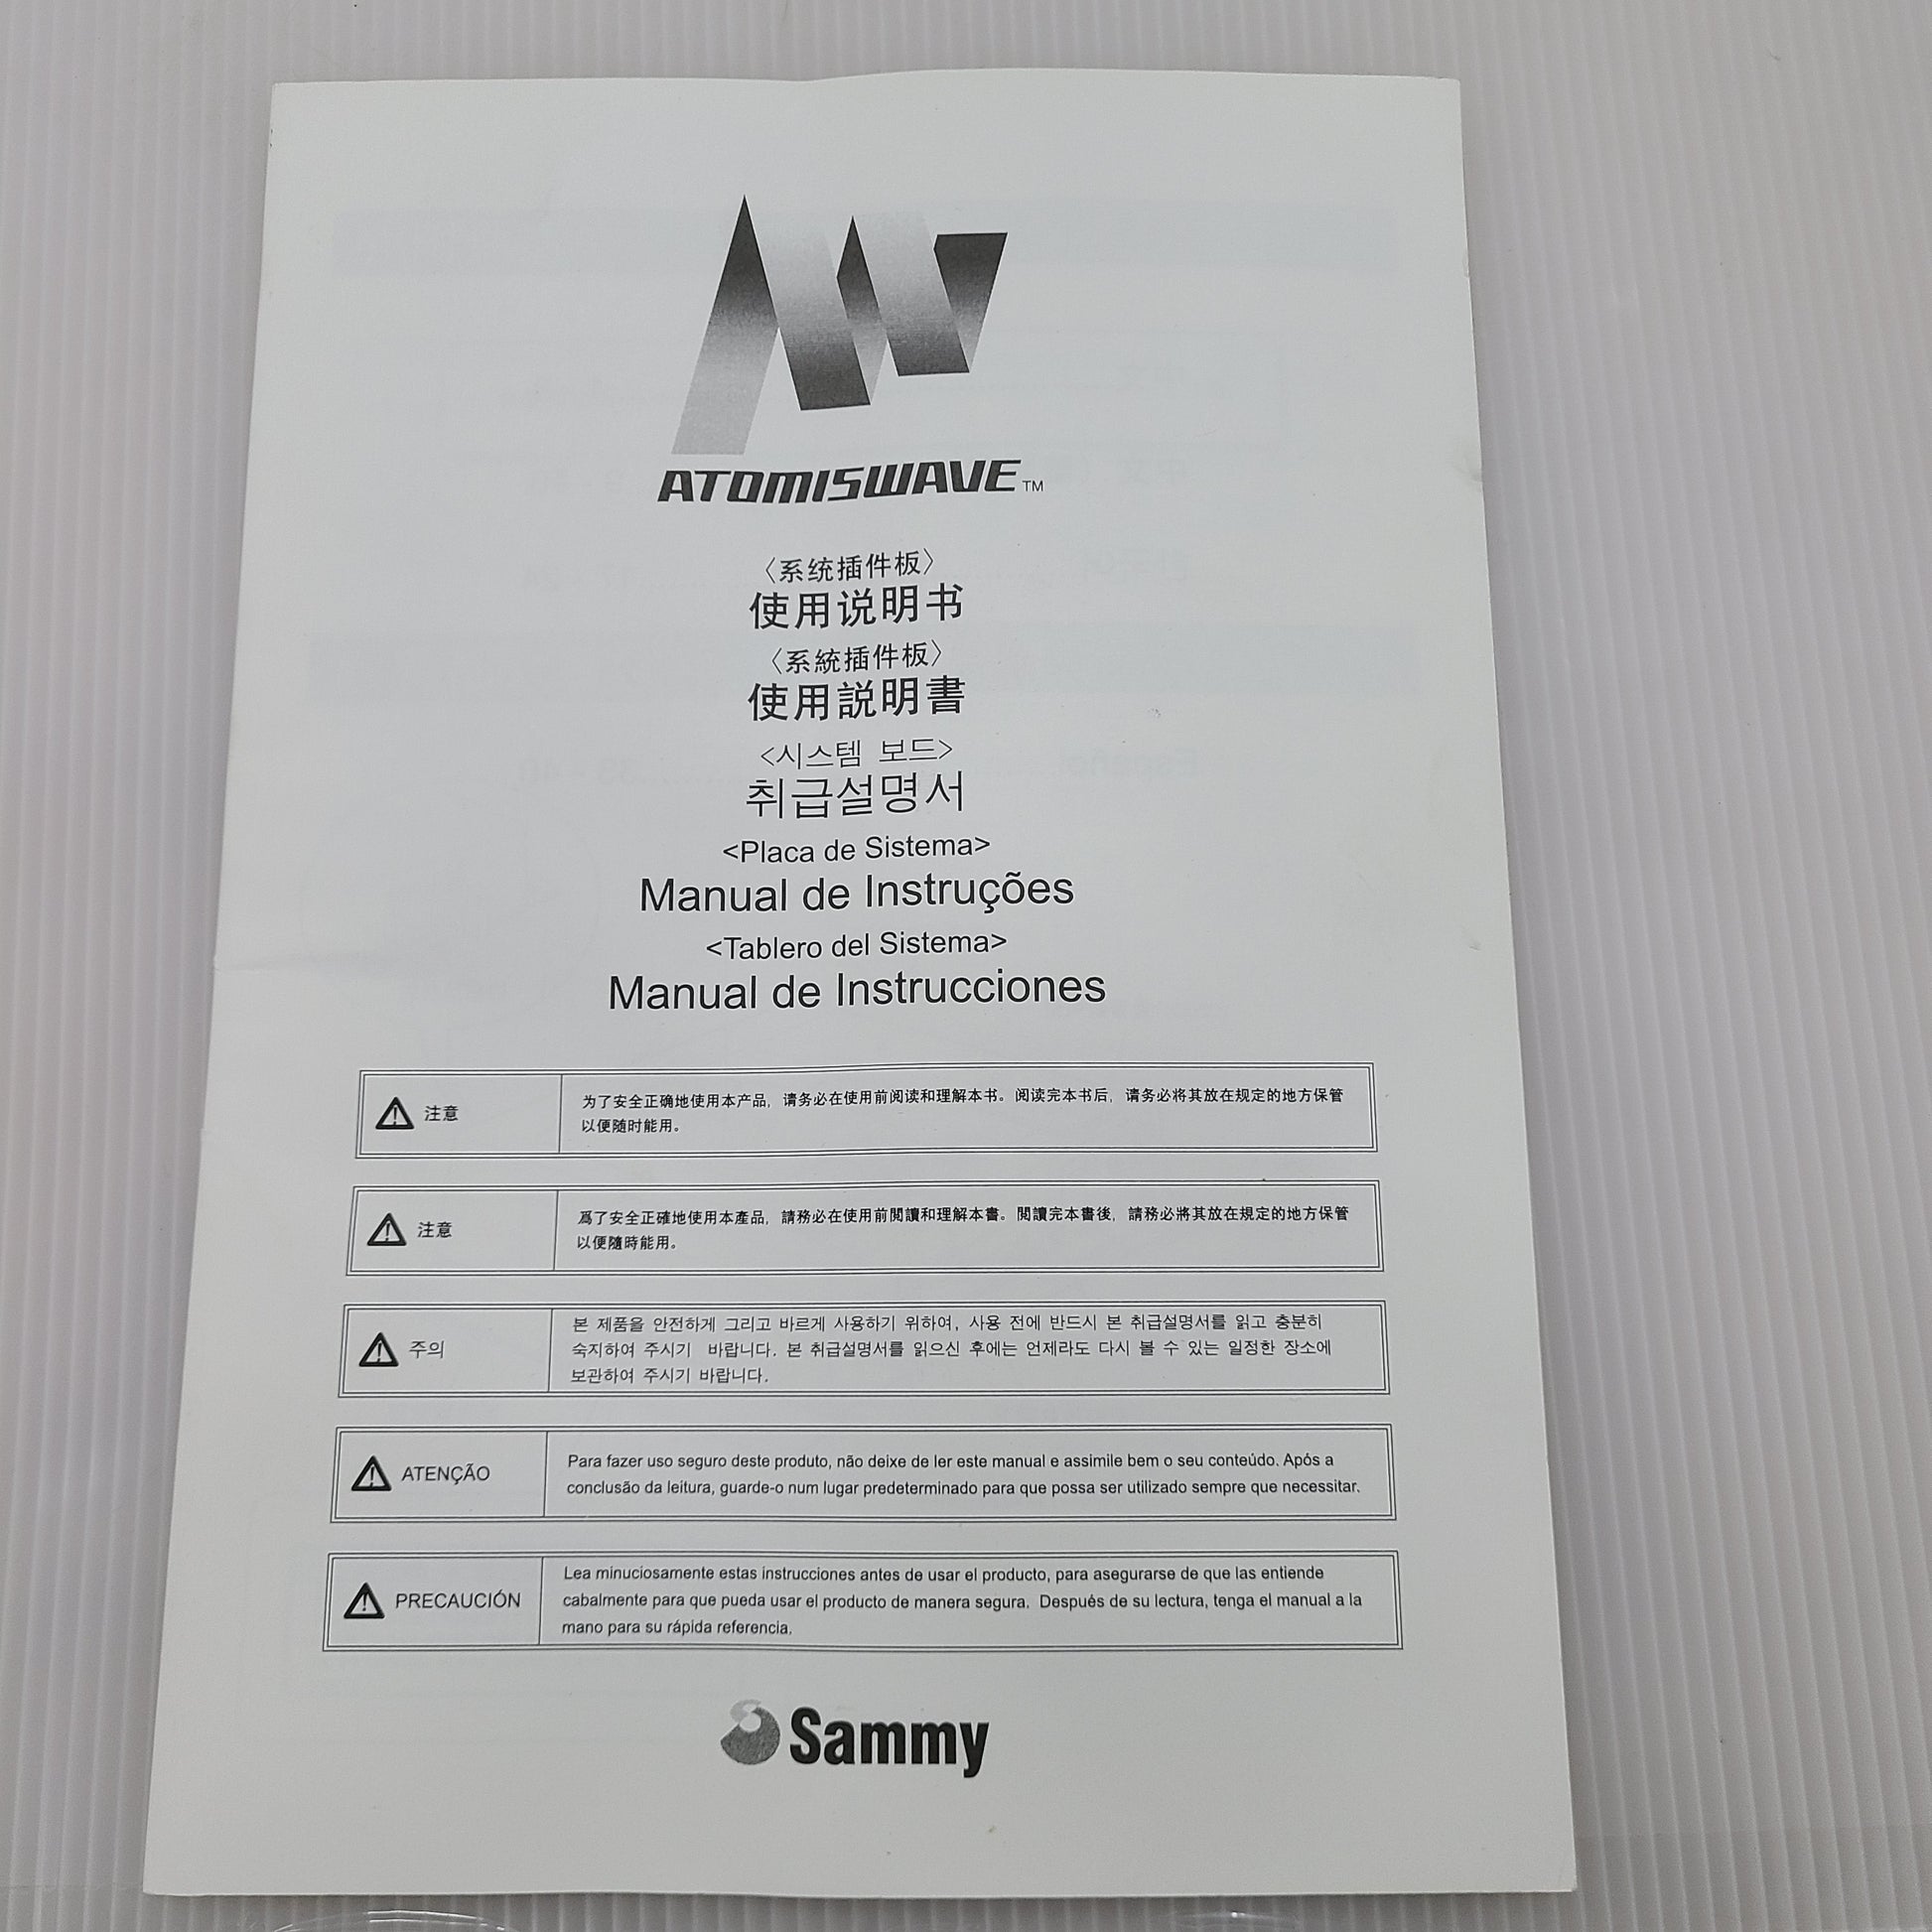 ATOMISWAVE™
〈系统插件板〉
使用说明书
〈系統插件板〉
使用説明書
<시스템 보드>
취급설명서
<Placa de Sistema>
Manual de Instruções
<Tablero del Sistema>
Manual de Instrucciones
注意
为了安全正确地使用本产品，请务必在使用前阅读和理解本书。阅读完本书后，请务必将其放在规定的地方保管
以便随时能用。
注意
爲了安全正確地使用本產品，請務必在使用前閱讀和理解本書。閱讀完本書後，請務必將其放在規定的地方保管
以便隨時能用。
주의
본 제품을 안전하게 그리고 바르게 사용하기 위하여, 사용 전에 반드시 본 취급설명서를 읽고 충분히
숙지하여 주시기 바랍니다. 본 취급설명서를 읽으신 후에는 언제라도 다시 볼 수 있는 일정한 장소에
보관하여 주시기 바랍니다.
ATENÇÃO
Para fazer uso seguro deste produto, não deixe de ler este manual e assimile bem o seu conteúdo. Após a
conclusão da leitura, guarde-o num lugar predeterminado para que possa ser utilizado sempre que necessitar.
PRECAUCIÓN
Lea minuciosamente estas instrucciones antes de usar el producto, para asegurarse de que las entiende
cabalmente para que pueda usar el producto de manera segura. Después de su lectura, tenga el manual a la
mano para su rápida referencia.
Sammy